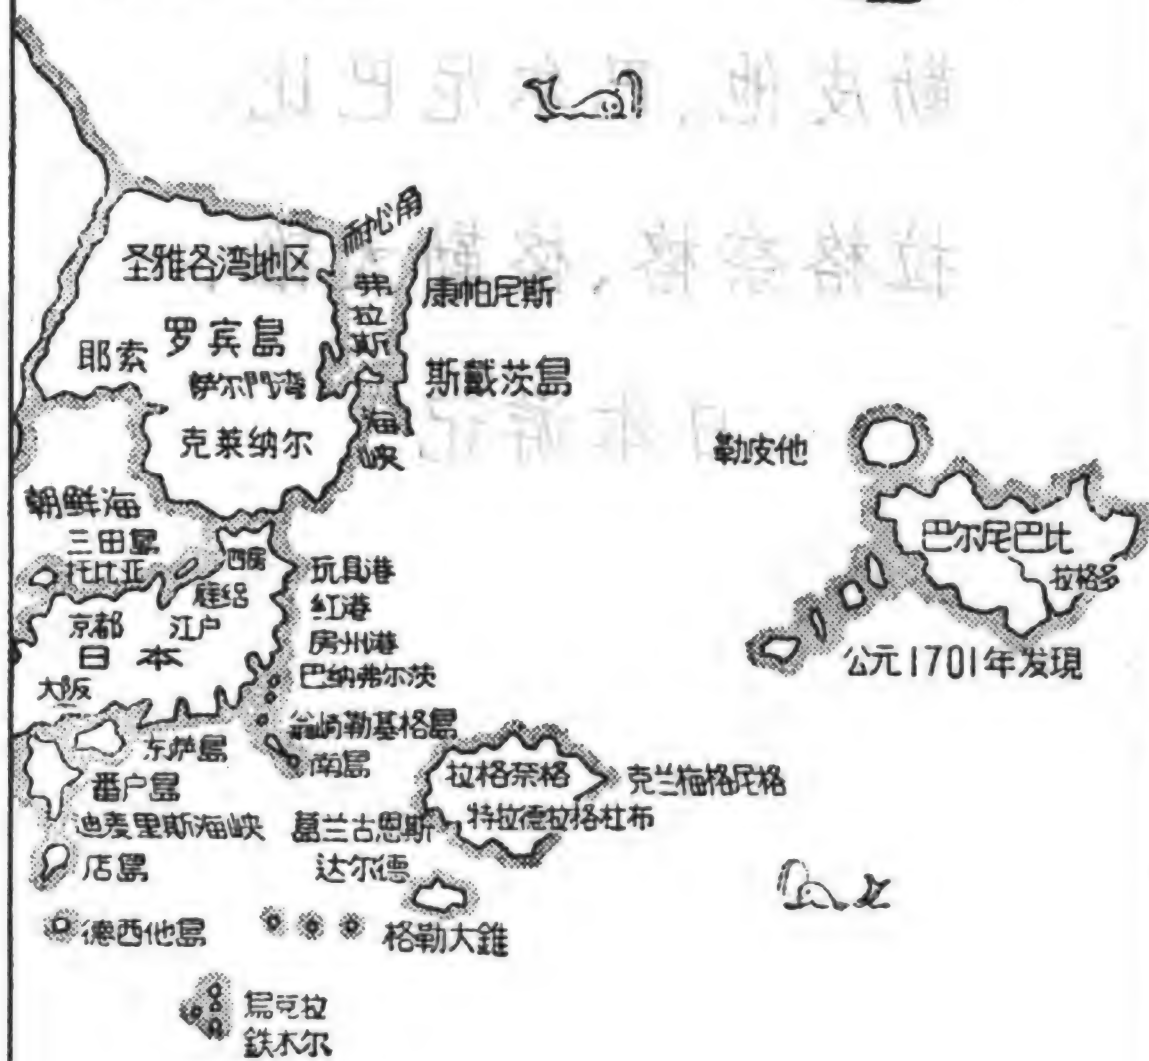 耐心角
圣雅各湾地区
弗拉斯海峡
康帕尼斯
罗宾島
耶索
萨尔門湾
斯戴茨島
克莱纳尔
勒皮他
朝鲜海
三田島
托比亚
巴尔尼巴比
拉格多
玩具港
紅港
京都
江户
房州港
日本
公元1701年发現
巴纳弗尔茨
大阪
东萨島
南島
番户島
拉格奈格
克兰梅格尼格
特拉德拉格杜布
迪麦里斯海峡
葛兰古恩斯
达尔德
店島
德西他島
格勒大錐
鉄木尔